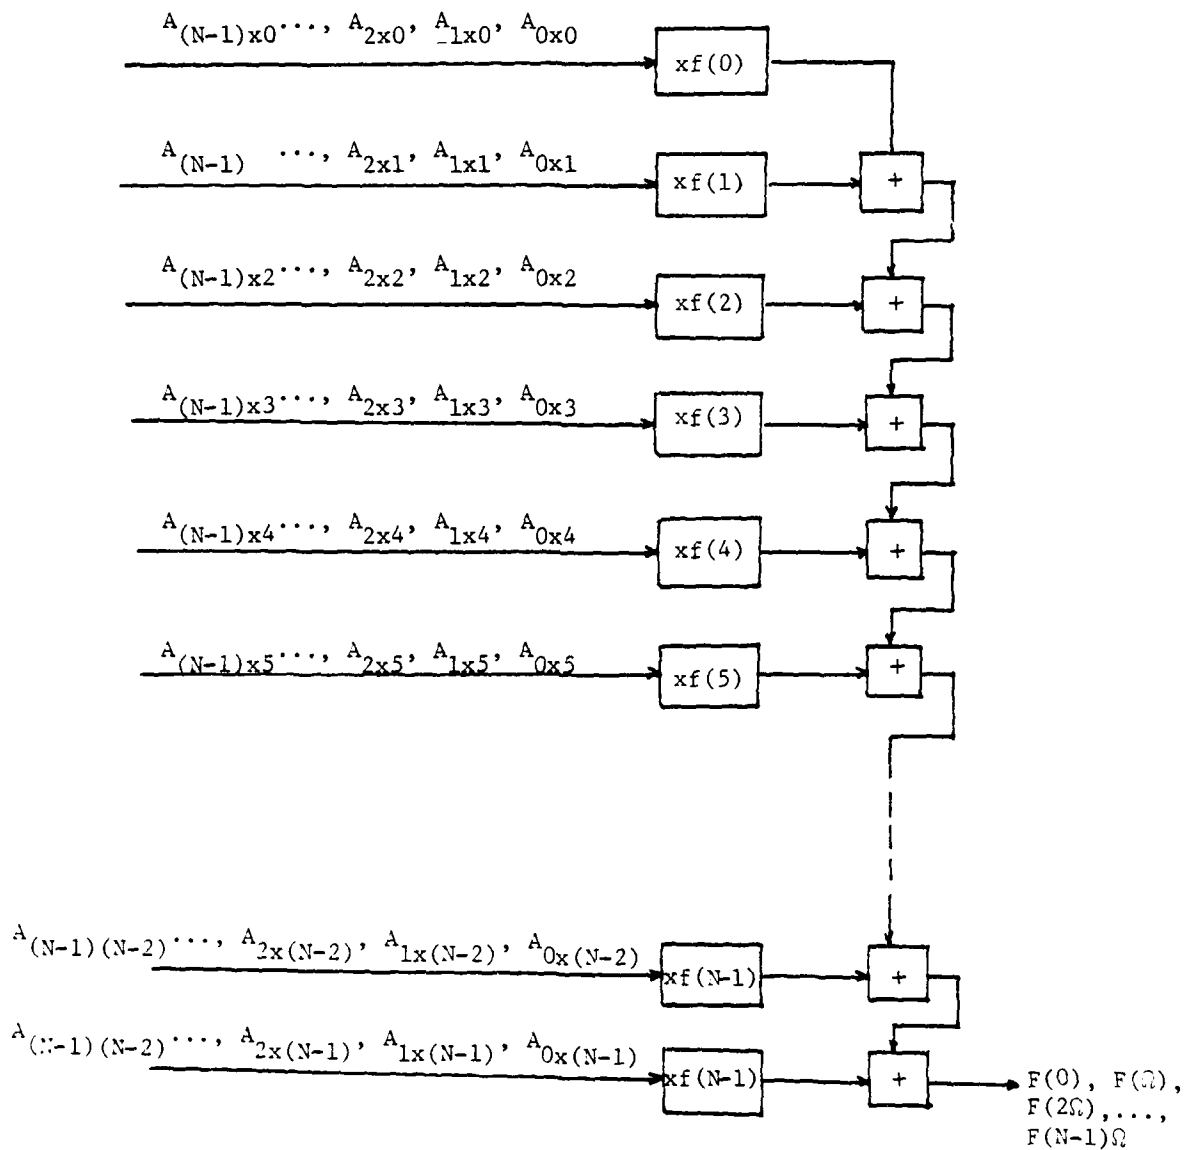 A(N-1)x0 ..., A2x0, A1x0, A0x0
xf(0)
A(N-1) ..., A2x1, A1x1, A0x1
xf(1)
+
A(N-1)x2 ..., A2x2, A1x2, A0x2
xf(2)
+
A(N-1)x3 ..., A2x3, A1x3, A0x3
xf(3)
+
A(N-1)x4 ..., A2x4, A1x4, A0x4
xf(4)
+
A(N-1)x5 ..., A2x5, A1x5, A0x5
xf(5)
+
A(N-1)(N-2) ..., A2x(N-2), A1x(N-2), A0x(N-2)
xf(N-1)
+
A(N-1)(N-2) ..., A2x(N-1), A1x(N-1), A0x(N-1)
xf(N-1)
+
F(0), F(Ω),
F(2Ω),...,
F(N-1)Ω